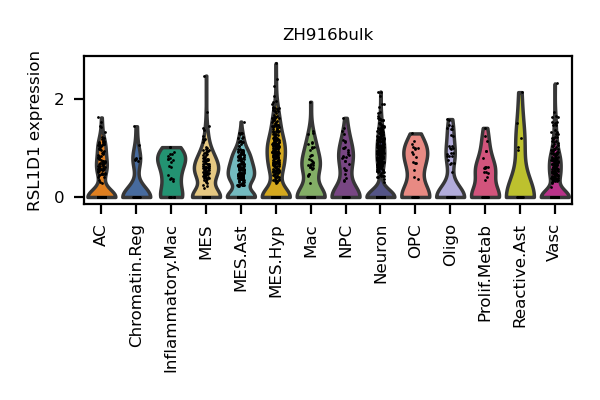 ZH916bulk
RSL1D1 expression
2
0
AC
Chromatin.Reg
Inflammatory.Mac
MES
MES.Ast
MES.Hyp
Mac
NPC
Neuron
OPC
Oligo
Prolif.Metab
Reactive.Ast
Vasc